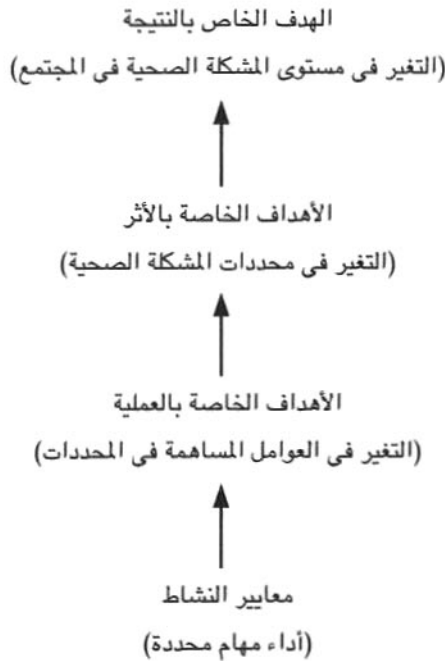 الهدف الخاص بالنتيجة
(التغير فى مستوى المشكلة الصحية فى المجتمع)
الأهداف الخاصة بالأثر
(التغير فى محددات المشكلة الصحية)
الأهداف الخاصة بالعملية
(التغير فى العوامل المساهمة فى المحددات)
معايير النشاط
(أداء مهام محددة)